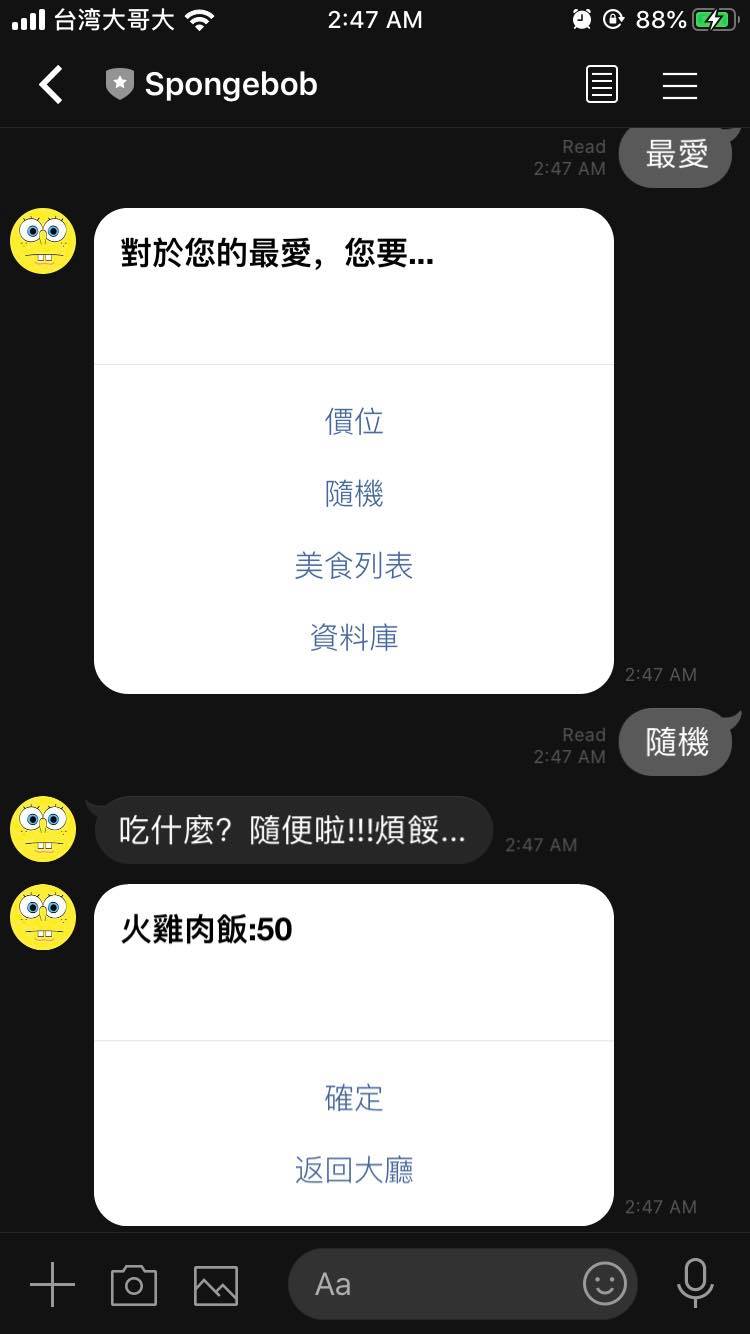 台湾大哥大 2:47 AM 88%
Spongebob
Read
2:47 AM
最愛
對於您的最愛，您要...
價位
隨機
美食列表
資料庫
2:47 AM
Read
2:47 AM
隨機
吃什麼？隨便啦!!!煩餒...
2:47 AM
火雞肉飯:50
確定
返回大廳
2:47 AM
Aa